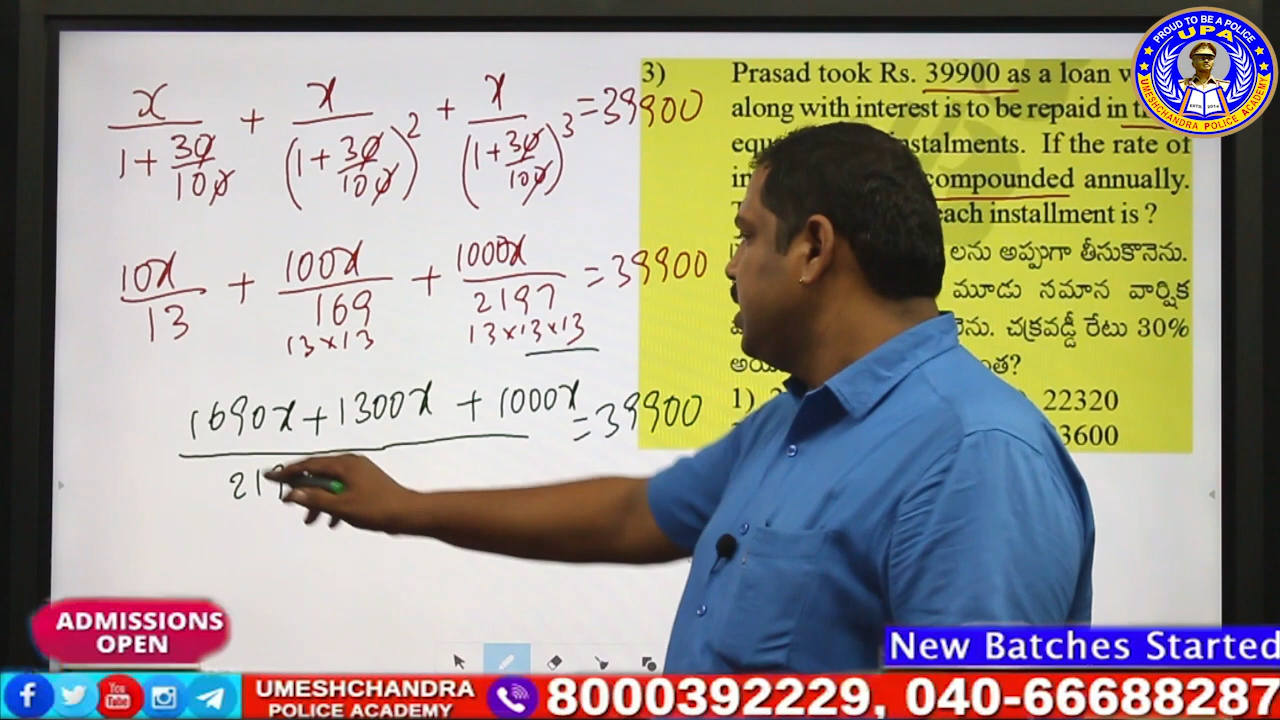 x/(1+30/100) + x/(1+30/100)^2 + x/(1+30/100)^3 = 39900
10x/13 + 100x/169 + 1000x/2197 = 39900
13×13 13×13×13
1690x + 1300x + 1000x = 39900
21
3) Prasad took Rs. 39900 as a loan
along with interest is to be repaid in
instalments. If the rate of
compounded annually.
each installment is ?
లను అప్పుగా తీసుకొనెను.
మూడు సమాన వార్షిక
చక్రవడ్డీ రేటు 30%
1) 22320
3600
PROUD TO BE A POLICE
UPA
ESTD. 2014
UMESHCHANDRA POLICE ACADEMY
ADMISSIONS
OPEN
New Batches Started
You Tube
UMESHCHANDRA
POLICE ACADEMY
8000392229, 040-66688287